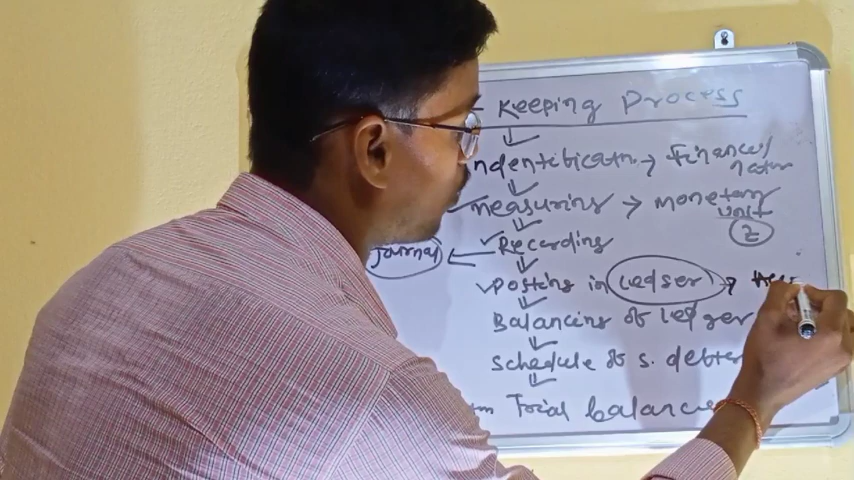 - Keeping Process
ndentification → Financial nature
Measuring → Monetary unit
Journal ← Recording
Posting in Ledger →
Balancing of Ledger
Schedule of S. debtor
Trial balance